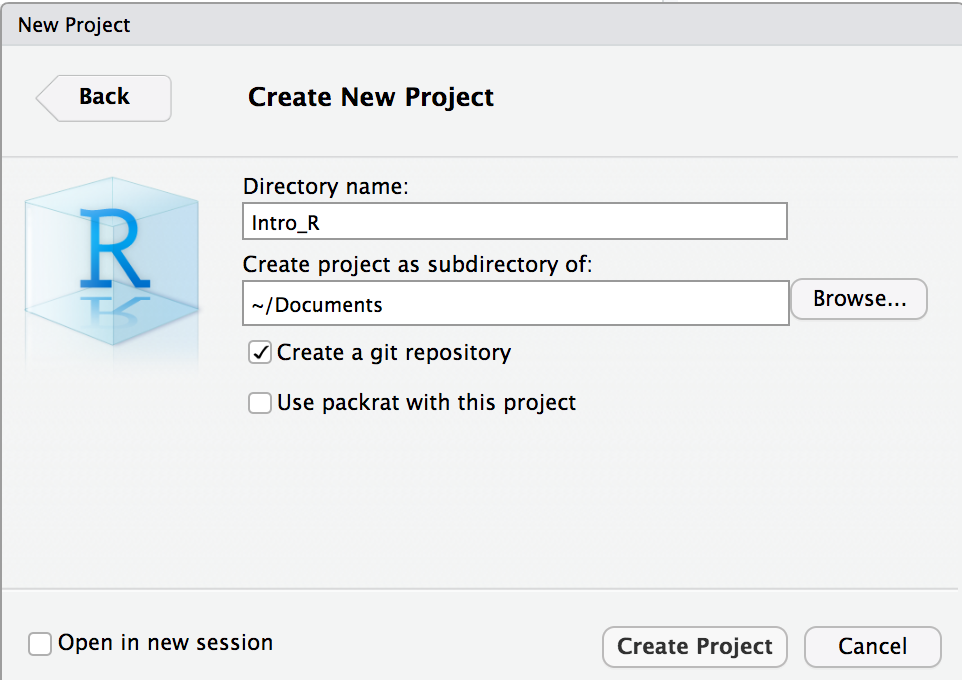 New Project
Back
Create New Project
R
Directory name:
Intro_R
Create project as subdirectory of:
~/Documents
Browse...
Create a git repository
Use packrat with this project
Open in new session
Create Project
Cancel